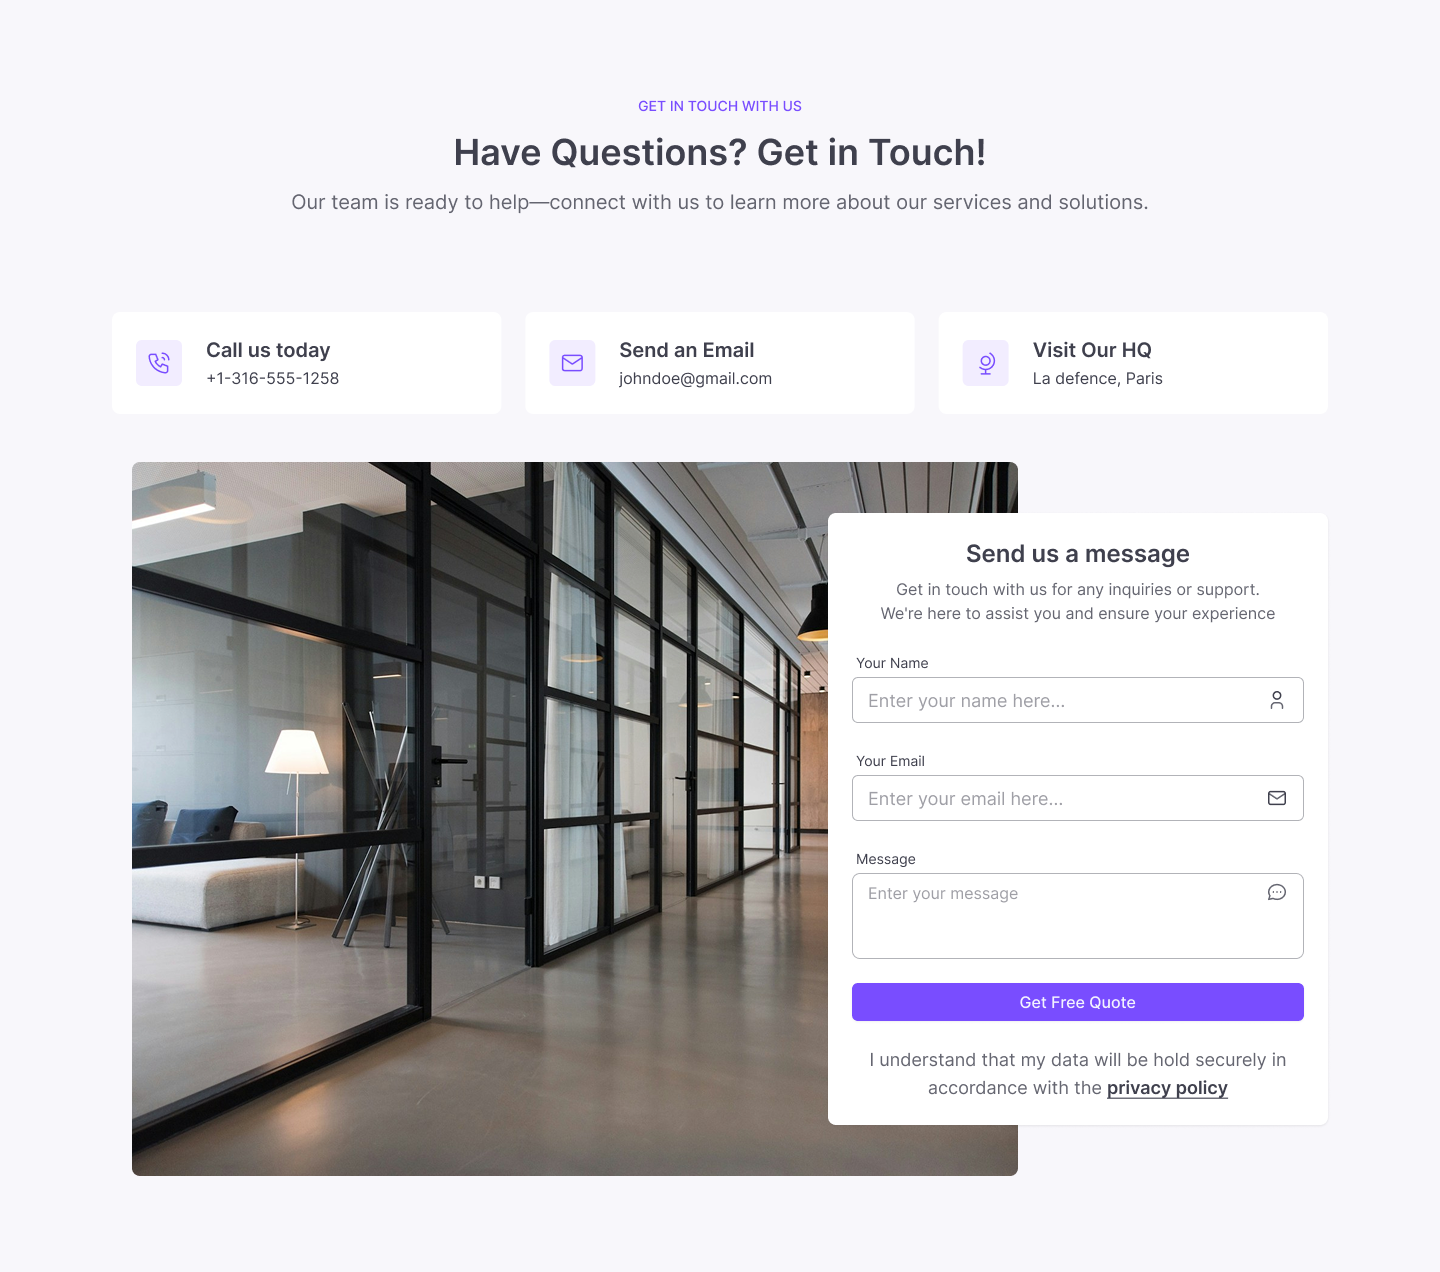 GET IN TOUCH WITH US
Have Questions? Get in Touch!
Our team is ready to help—connect with us to learn more about our services and solutions.
Call us today
+1-316-555-1258
Send an Email
johndoe@gmail.com
Visit Our HQ
La defence, Paris
Send us a message
Get in touch with us for any inquiries or support.
We're here to assist you and ensure your experience
Your Name
Enter your name here...
Your Email
Enter your email here...
Message
Enter your message
Get Free Quote
I understand that my data will be hold securely in
accordance with the privacy policy